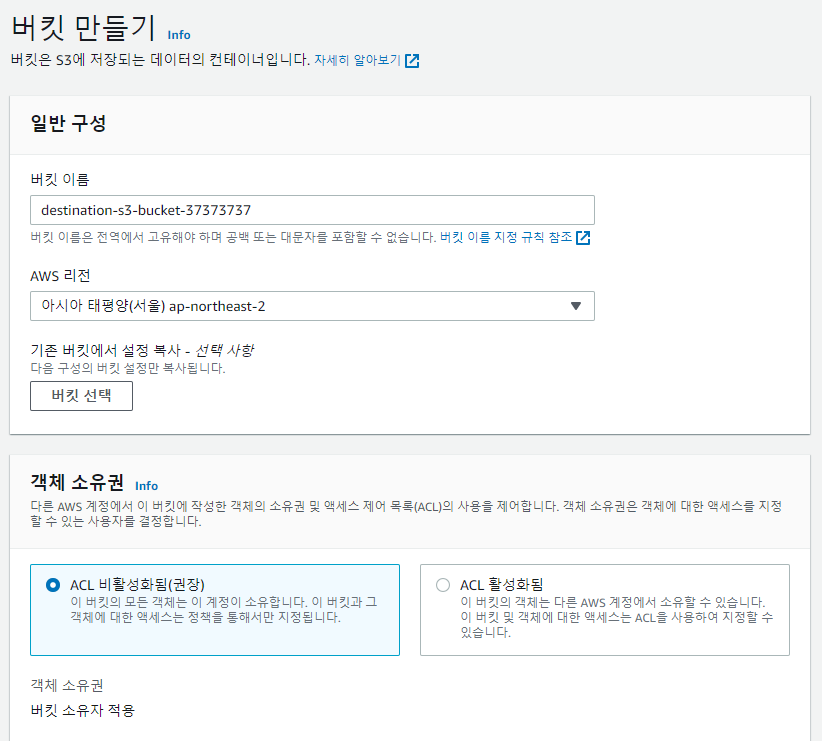 버킷 만들기 Info
버킷은 S3에 저장되는 데이터의 컨테이너입니다. 자세히 알아보기
일반 구성
버킷 이름
destination-s3-bucket-37373737
버킷 이름은 전역에서 고유해야 하며 공백 또는 대문자를 포함할 수 없습니다. 버킷 이름 지정 규칙 참조
AWS 리전
아시아 태평양(서울) ap-northeast-2
기존 버킷에서 설정 복사 - 선택 사항
다음 구성의 버킷 설정만 복사됩니다.
버킷 선택
객체 소유권 Info
다른 AWS 계정에서 이 버킷에 작성한 객체의 소유권 및 액세스 제어 목록(ACL)의 사용을 제어합니다. 객체 소유권은 객체에 대한 액세스를 지정
할 수 있는 사용자를 결정합니다.
ACL 비활성화됨(권장)
이 버킷의 모든 객체는 이 계정이 소유합니다. 이 버킷과 그
객체에 대한 액세스는 정책을 통해서만 지정됩니다.
ACL 활성화됨
이 버킷의 객체는 다른 AWS 계정에서 소유할 수 있습니다.
이 버킷 및 객체에 대한 액세스는 ACL을 사용하여 지정할 수
있습니다.
객체 소유권
버킷 소유자 적용